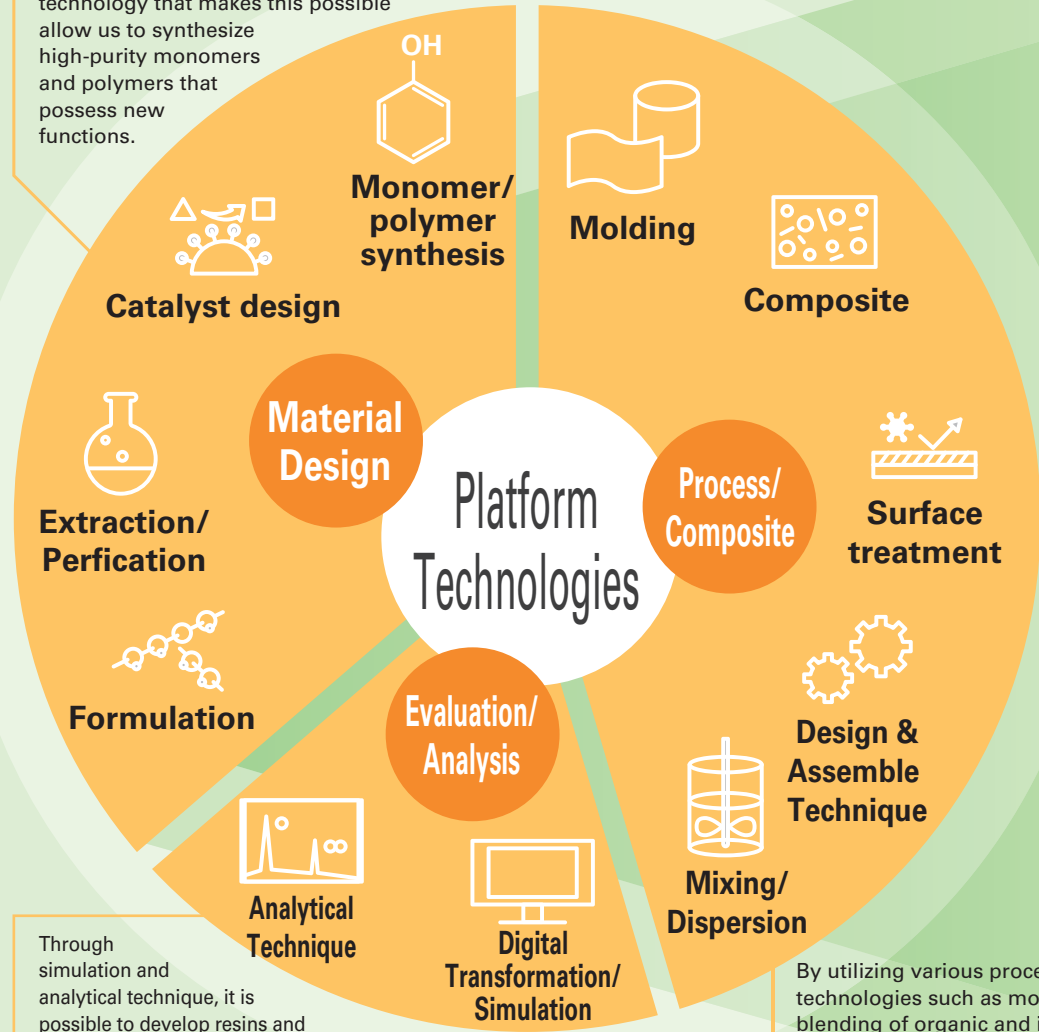 technology that makes this possible
allow us to synthesize
high-purity monomers
and polymers that
possess new
functions.
OH
Monomer/
polymer
synthesis
Catalyst design
Extraction/
Perfication
Formulation
Material
Design
Molding
Composite
Surface
treatment
Design &
Assemble
Technique
Mixing/
Dispersion
Process/
Composite
Platform
Technologies
Evaluation/
Analysis
Analytical
Technique
Digital
Transformation/
Simulation
Through
simulation and
analytical technique, it is
possible to develop resins and
By utilizing various proce
technologies such as mo
blending of organic and i